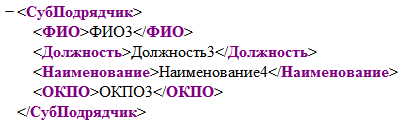 −<СубПодрядчик>
<ФИО>ФИО3</ФИО>
<Должность>Должность3</Должность>
<Наименование>Наименование4</Наименование>
<ОКПО>ОКПО3</ОКПО>
</СубПодрядчик>